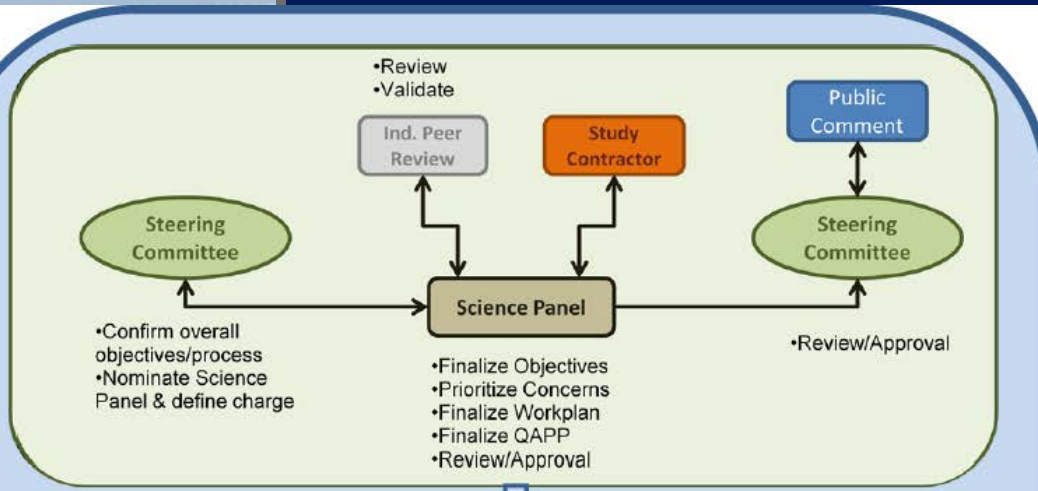 •Review
•Validate
Ind. Peer
Review
Study
Contractor
Public
Comment
Steering
Committee
Steering
Committee
Science Panel
•Confirm overall
objectives/process
•Nominate Science
Panel & define charge
•Finalize Objectives
•Prioritize Concerns
•Finalize Workplan
•Finalize QAPP
•Review/Approval
•Review/Approval